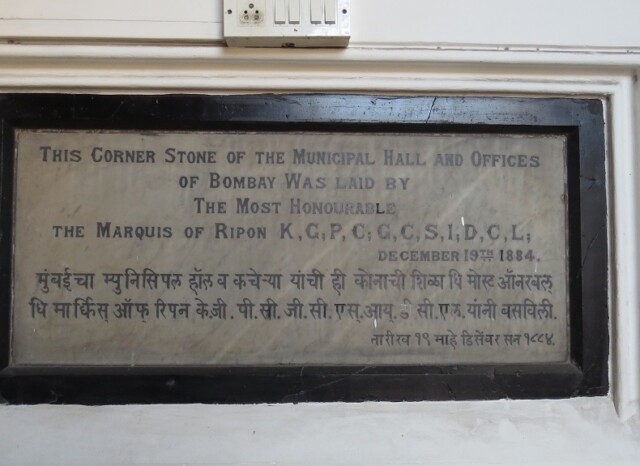 THIS CORNER STONE OF THE MUNICIPAL HALL AND OFFICES
OF BOMBAY WAS LAID BY
THE MOST HONOURABLE
THE MARQUIS OF RIPON K,G,P,C;G,C,S,I;D,C,L;
DECEMBER 19TH 1884.
मुंबईचा म्युनिसिपल हॉल व कचेऱ्या यांची ही कोनाची शिळा धि मोस्ट ऑनरबल्
धि मार्किस् ऑफ् रिपन के.जी. पी.सी.जी.सी.एस्.आय्.डी.सी.एल.यांनी बसविली.
तारीख १९ माहे डिसेंबर सन १८८४